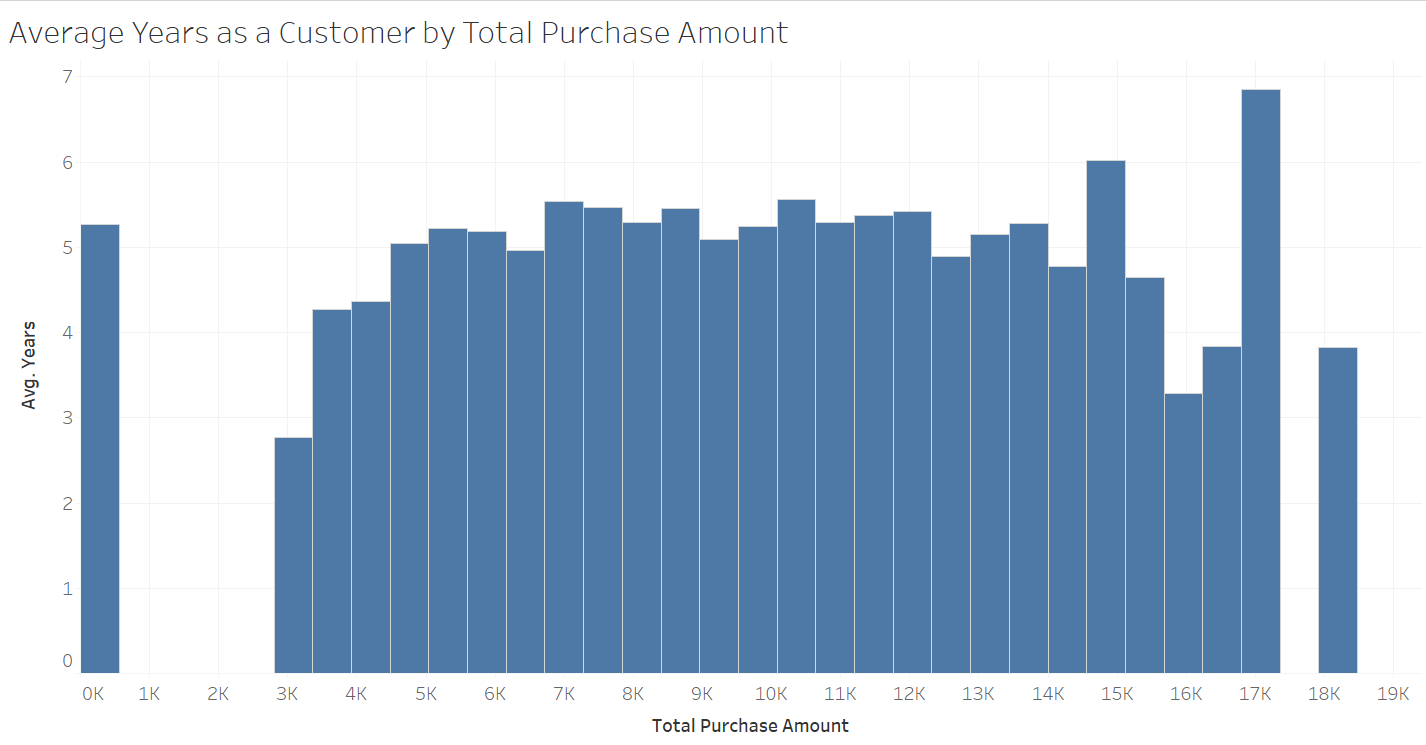 Average Years as a Customer by Total Purchase Amount
7
6
5
4
3
2
1
0
Avg. Years
0K 1K 2K 3K 4K 5K 6K 7K 8K 9K 10K 11K 12K 13K 14K 15K 16K 17K 18K 19K
Total Purchase Amount